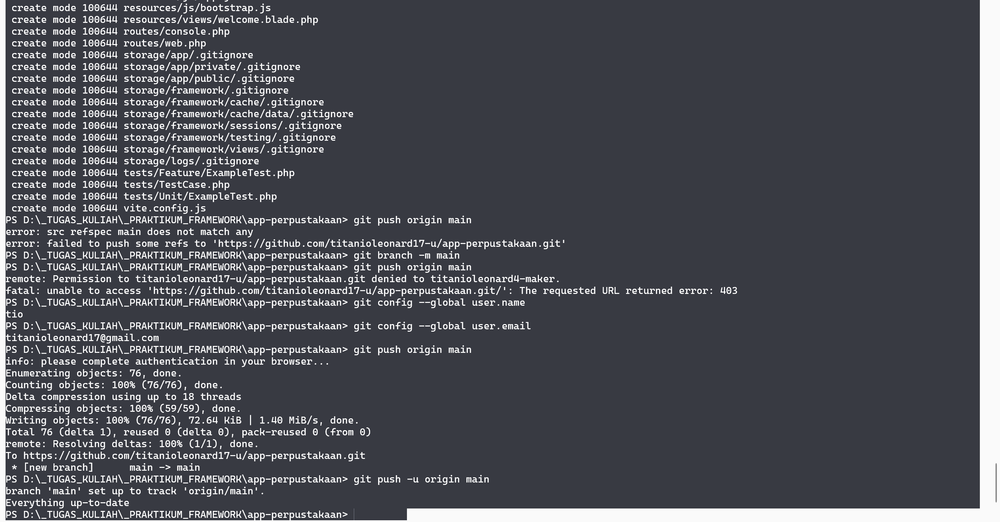 create mode 100644 resources/js/bootstrap.js
create mode 100644 resources/views/welcome.blade.php
create mode 100644 routes/console.php
create mode 100644 routes/web.php
create mode 100644 storage/app/.gitignore
create mode 100644 storage/app/private/.gitignore
create mode 100644 storage/app/public/.gitignore
create mode 100644 storage/framework/.gitignore
create mode 100644 storage/framework/cache/.gitignore
create mode 100644 storage/framework/cache/data/.gitignore
create mode 100644 storage/framework/sessions/.gitignore
create mode 100644 storage/framework/testing/.gitignore
create mode 100644 storage/framework/views/.gitignore
create mode 100644 storage/logs/.gitignore
create mode 100644 tests/Feature/ExampleTest.php
create mode 100644 tests/TestCase.php
create mode 100644 tests/Unit/ExampleTest.php
create mode 100644 vite.config.js
PS D:\_TUGAS_KULIAH\_PRAKTIKUM_FRAMEWORK\app-perpustakaan> git push origin main
error: src refspec main does not match any
error: failed to push some refs to 'https://github.com/titanioleonard17-u/app-perpustakaan.git'
PS D:\_TUGAS_KULIAH\_PRAKTIKUM_FRAMEWORK\app-perpustakaan> git branch -m main
PS D:\_TUGAS_KULIAH\_PRAKTIKUM_FRAMEWORK\app-perpustakaan> git push origin main
remote: Permission to titanioleonard17-u/app-perpustakaan.git denied to titanioleonard4-maker.
fatal: unable to access 'https://github.com/titanioleonard17-u/app-perpustakaan.git/': The requested URL returned error: 403
PS D:\_TUGAS_KULIAH\_PRAKTIKUM_FRAMEWORK\app-perpustakaan> git config --global user.name
tio
PS D:\_TUGAS_KULIAH\_PRAKTIKUM_FRAMEWORK\app-perpustakaan> git config --global user.email
titanioleonard17@gmail.com
PS D:\_TUGAS_KULIAH\_PRAKTIKUM_FRAMEWORK\app-perpustakaan> git push origin main
info: please complete authentication in your browser...
Enumerating objects: 76, done.
Counting objects: 100% (76/76), done.
Delta compression using up to 18 threads
Compressing objects: 100% (59/59), done.
Writing objects: 100% (76/76), 72.64 KiB | 1.40 MiB/s, done.
Total 76 (delta 1), reused 0 (delta 0), pack-reused 0 (from 0)
remote: Resolving deltas: 100% (1/1), done.
To https://github.com/titanioleonard17-u/app-perpustakaan.git
 * [new branch]      main -> main
PS D:\_TUGAS_KULIAH\_PRAKTIKUM_FRAMEWORK\app-perpustakaan> git push -u origin main
branch 'main' set up to track 'origin/main'.
Everything up-to-date
PS D:\_TUGAS_KULIAH\_PRAKTIKUM_FRAMEWORK\app-perpustakaan>